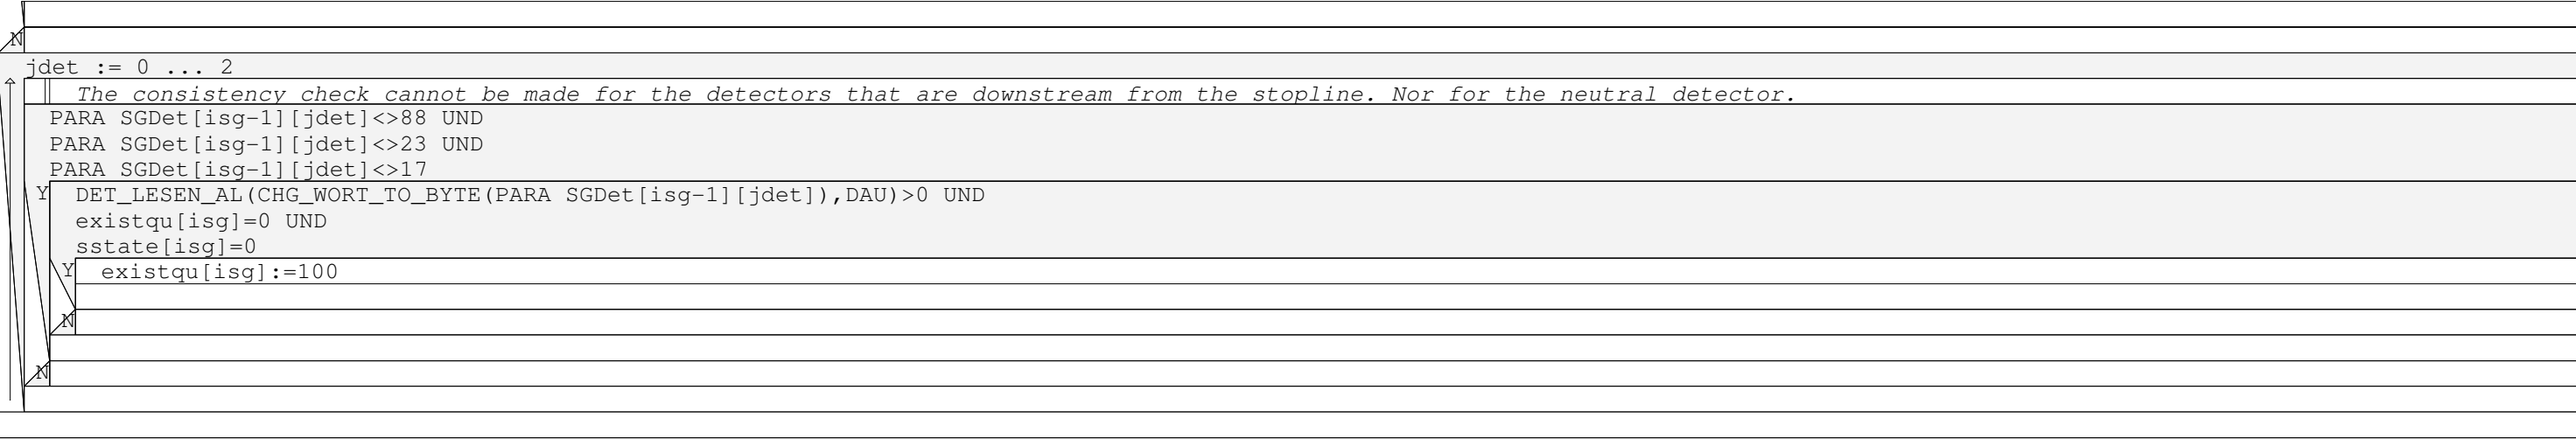 N
jdet := 0 ... 2
The consistency check cannot be made for the detectors that are downstream from the stopline. Nor for the neutral detector.
PARA SGDet[isg-1][jdet]<>88 UND
PARA SGDet[isg-1][jdet]<>23 UND
PARA SGDet[isg-1][jdet]<>17
Y DET_LESEN_AL(CHG_WORT_TO_BYTE(PARA SGDet[isg-1][jdet]),DAU)>0 UND
existqu[isg]=0 UND
sstate[isg]=0
Y existqu[isg]:=100
N
N